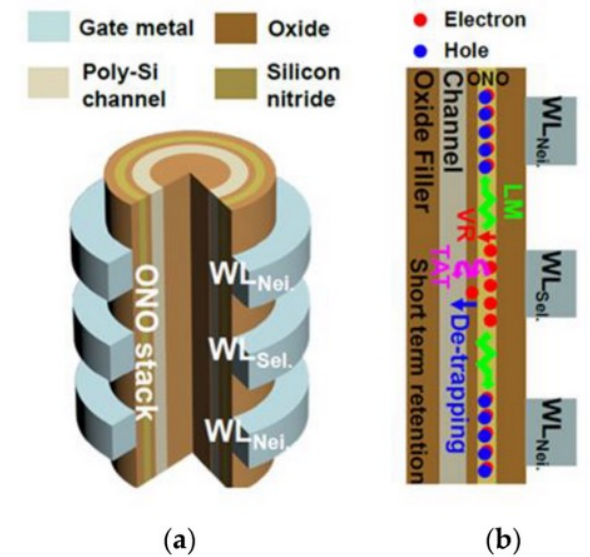 Gate metal
Oxide
Poly-Si
channel
Silicon
nitride
Electron
Hole
ONO stack
WLNei.
WLSel.
WLNei.
(a)
ONO
Oxide Filler
Channel
WLNei.
LM
VR
TAT
WLSel.
Short term retention
De-trapping
WLNei.
(b)